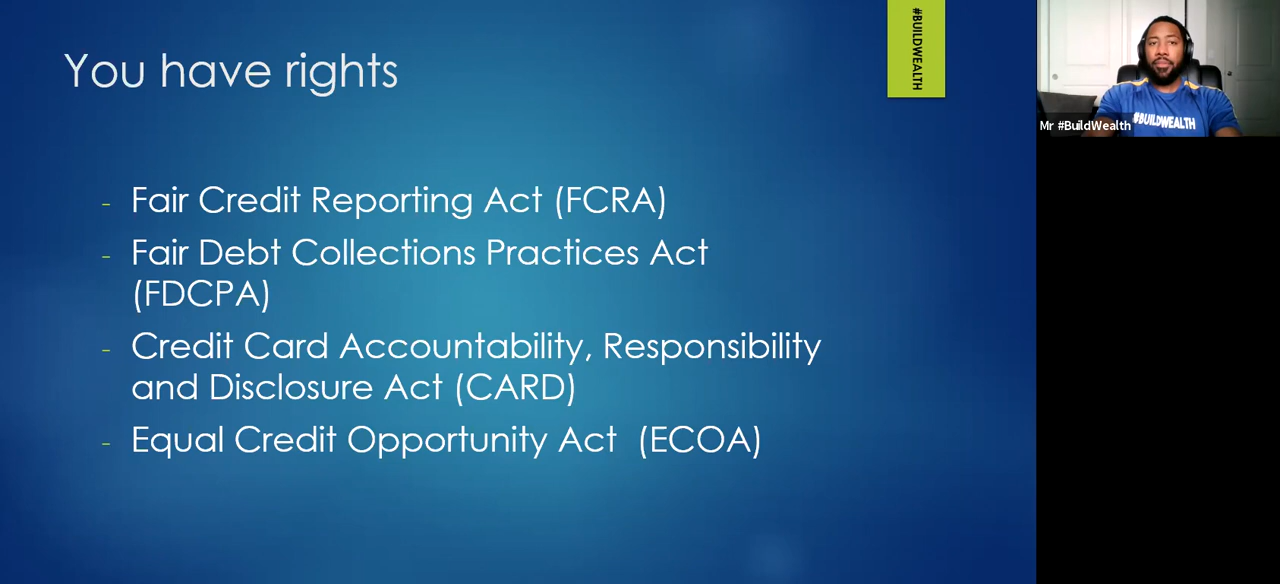 You have rights
#BUILDWEALTH
- Fair Credit Reporting Act (FCRA)
- Fair Debt Collections Practices Act
(FDCPA)
- Credit Card Accountability, Responsibility
and Disclosure Act (CARD)
- Equal Credit Opportunity Act (ECOA)
#BUILDWEALTH
Mr #BuildWealth